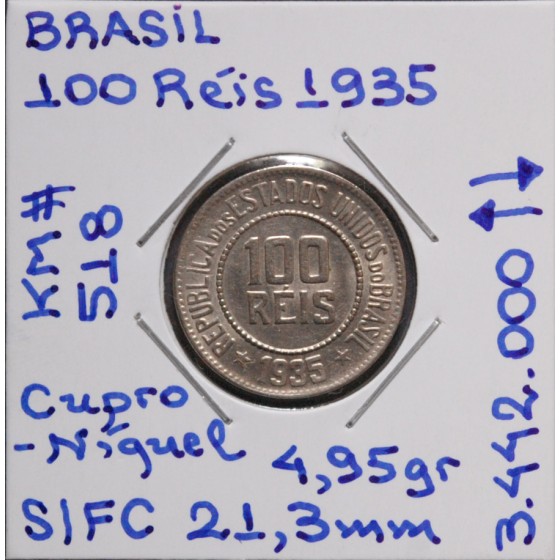 BRASIL
100 Réis 1935
KM#
518
REPUBLICA DOS ESTADOS UNIDOS DO BRASIL
100
RÉIS
1935
3.442.000
Cupro
-Níquel
4,95gr
S/FC 21,3mm